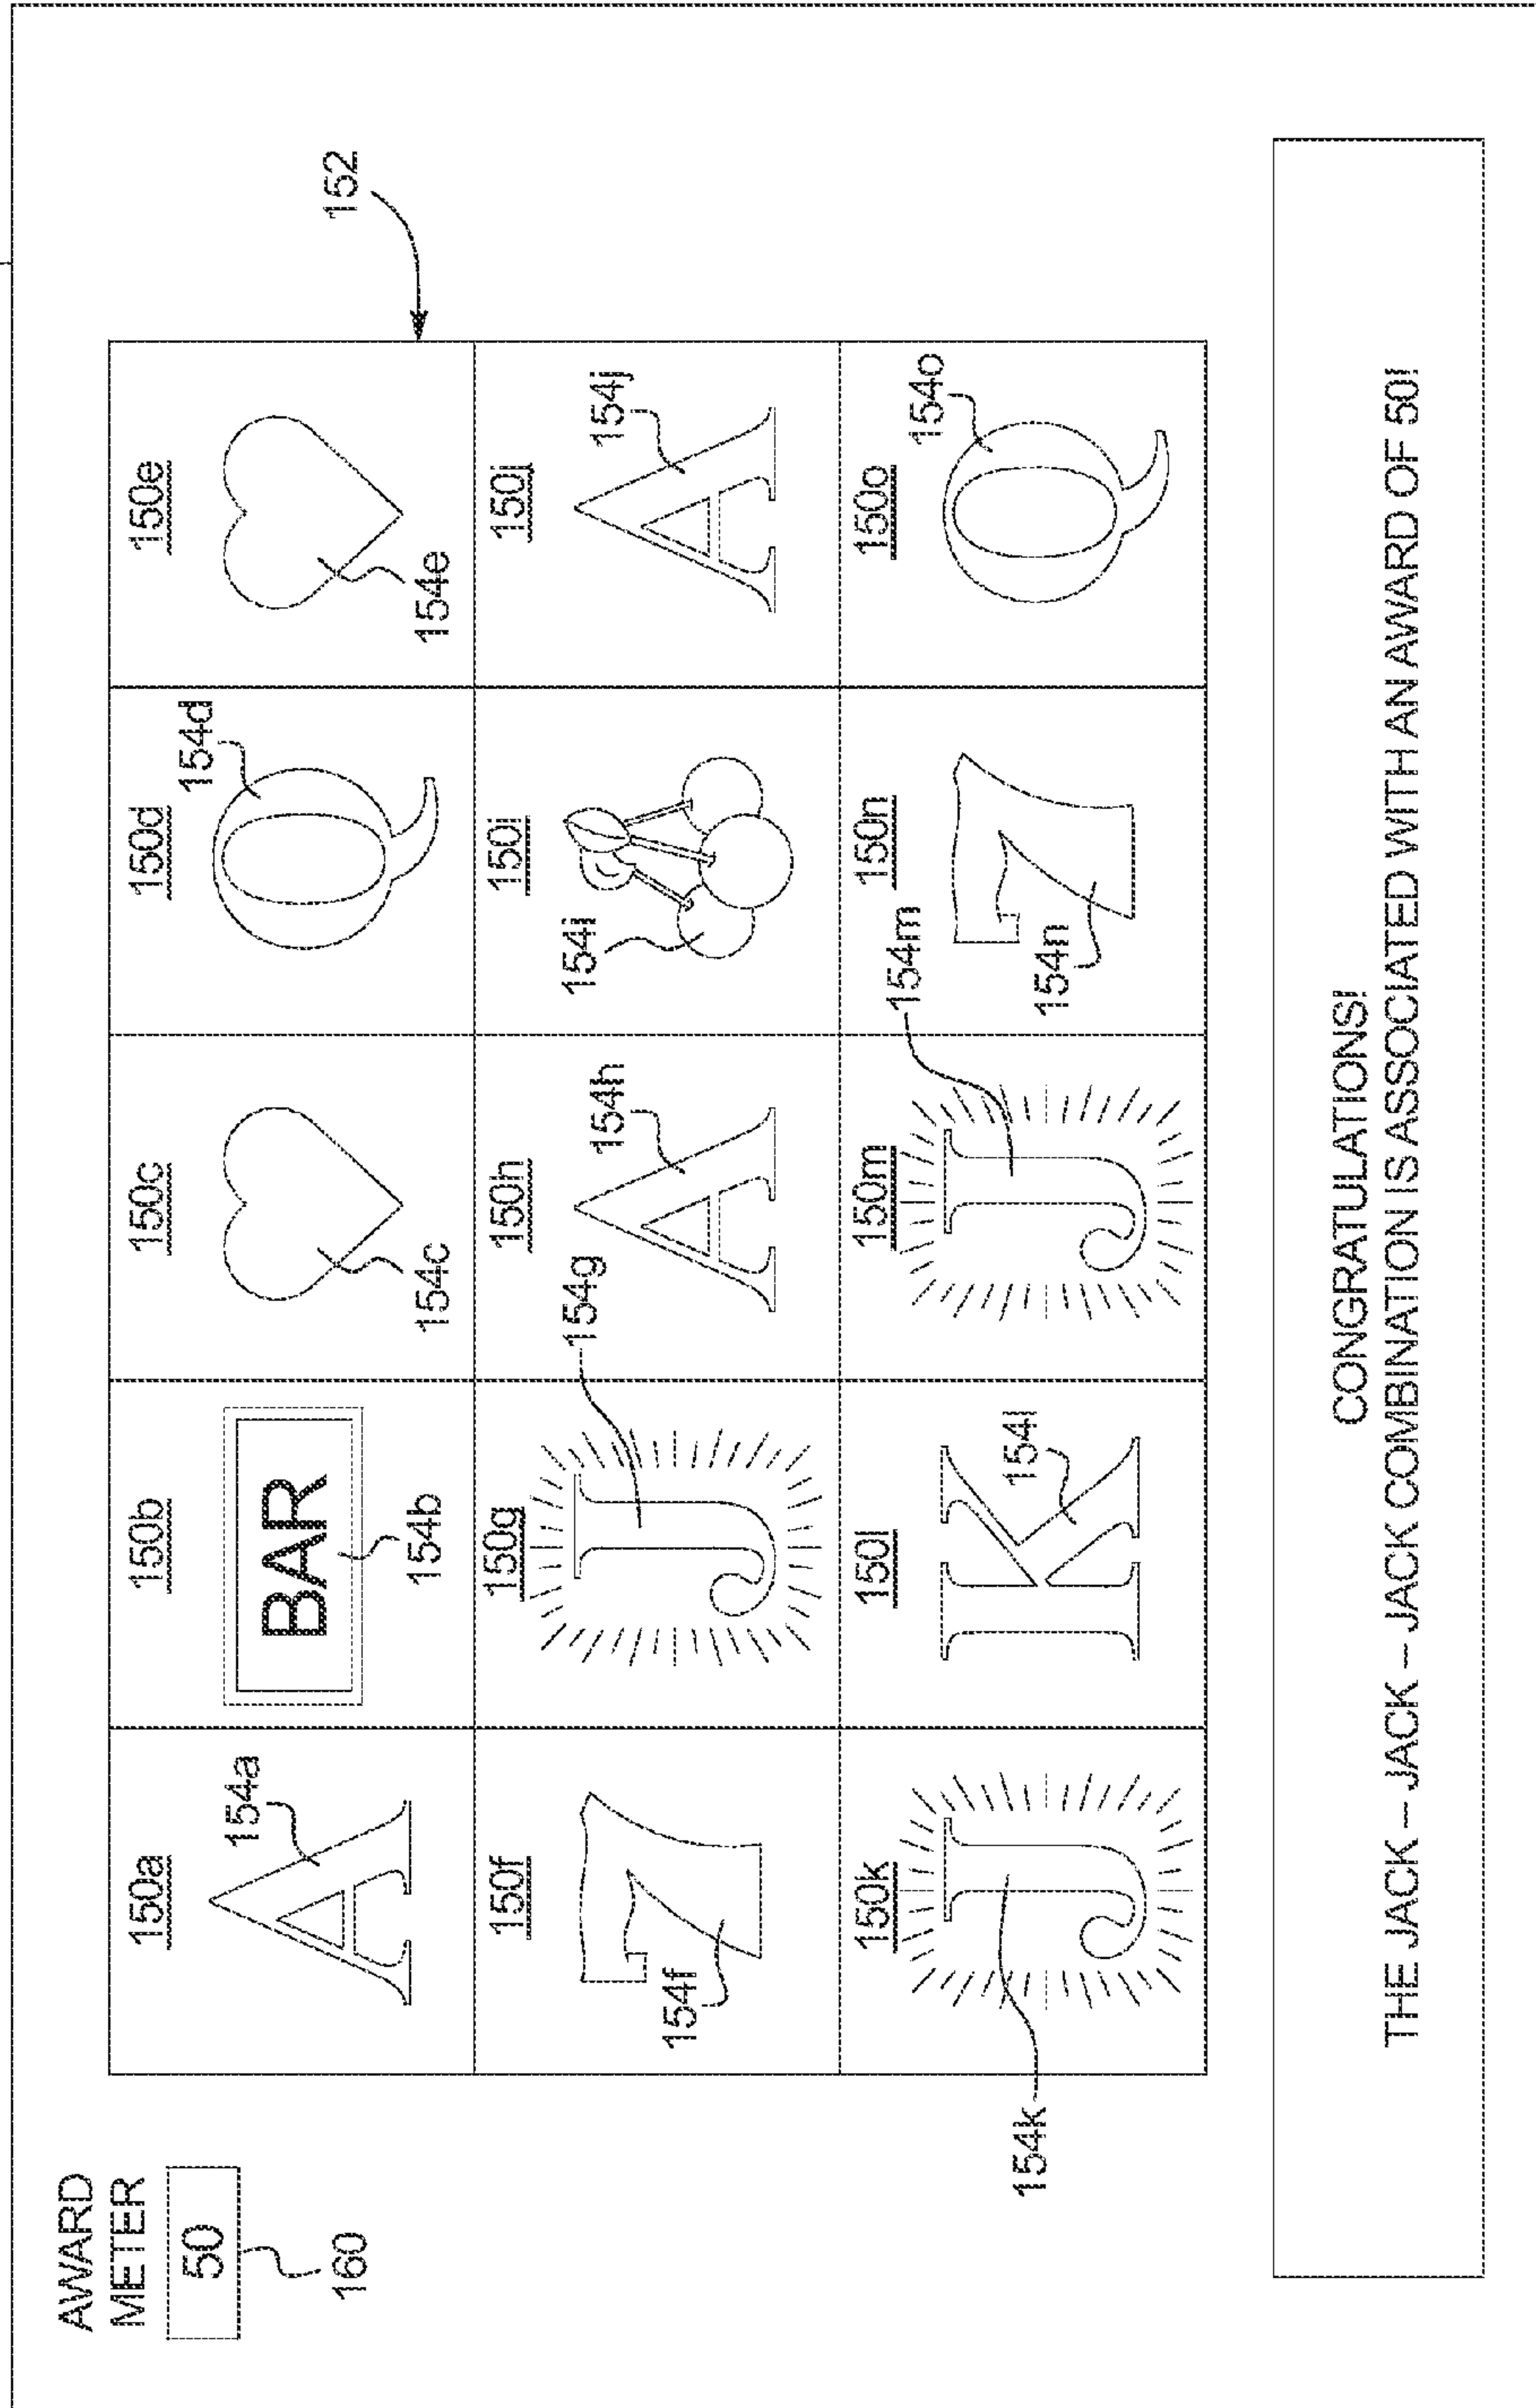 AWARD
METER
50
160
152
150a
154a
150b
BAR
154b
150c
154c
150d
Q
154d
150e
154e
A
150f
7
154f
150g
J
154g
150h
A
154h
150i
154i
150j
A
154j
150k
J
154k
150l
K
154l
150m
J
154m
150n
7
154n
150o
Q
154o
CONGRATULATIONS!
THE JACK – JACK – JACK COMBINATION IS ASSOCIATED WITH AN AWARD OF 50!